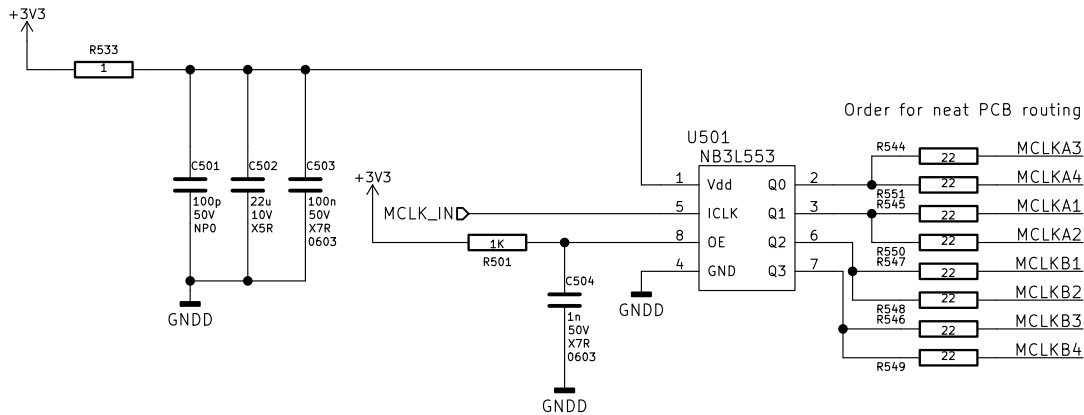 +3V3
R533
1
Order for neat PCB routing
U501
NB3L553
R544
22
MCLKA3
C501
100p
50V
NP0
C502
22u
10V
X5R
C503
100n
50V
X7R
0603
+3V3
1
Vdd
Q0
2
R551
22
MCLKA4
MCLK_IN
5
ICLK
Q1
3
R545
22
MCLKA1
1K
R501
8
OE
Q2
6
R550
22
MCLKA2
4
GND
Q3
7
R547
22
MCLKB1
C504
1n
50V
X7R
0603
R548
22
MCLKB2
R546
22
MCLKB3
R549
22
MCLKB4
GNDD
GNDD
GNDD